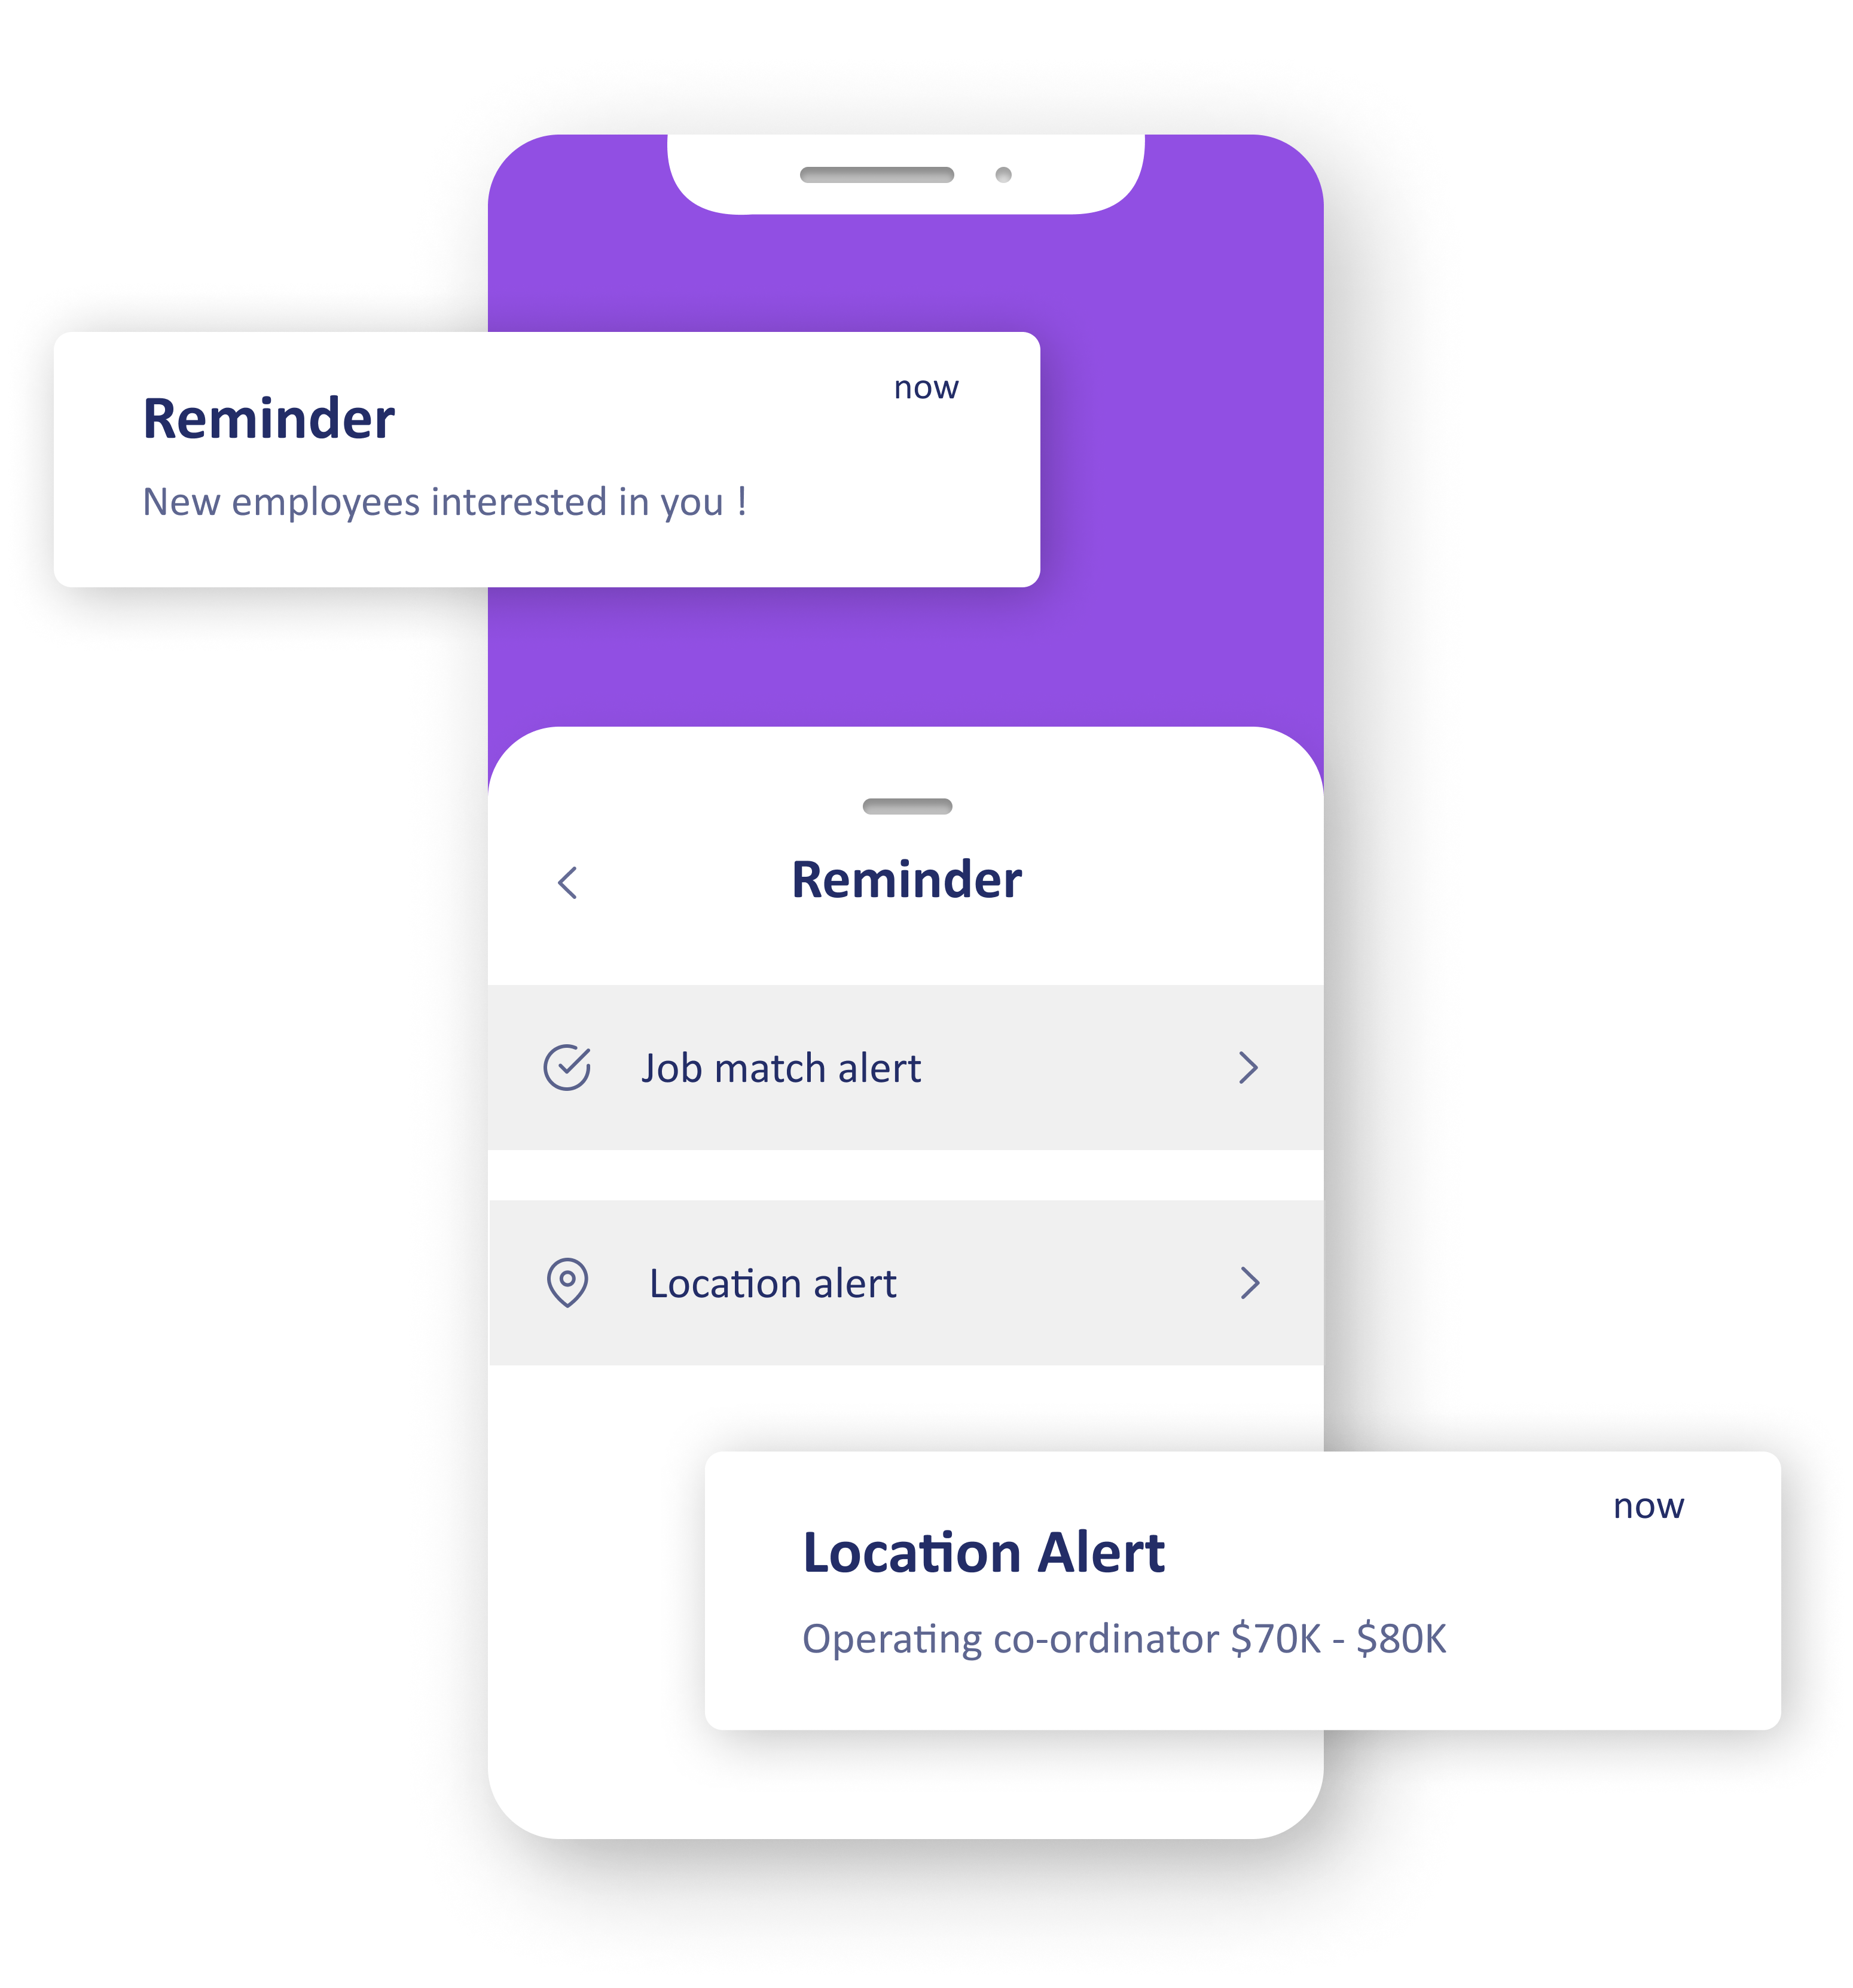 now
Reminder
New employees interested in you !
Reminder
Job match alert
Location alert
now
Location Alert
Operating co-ordinator $70K - $80K